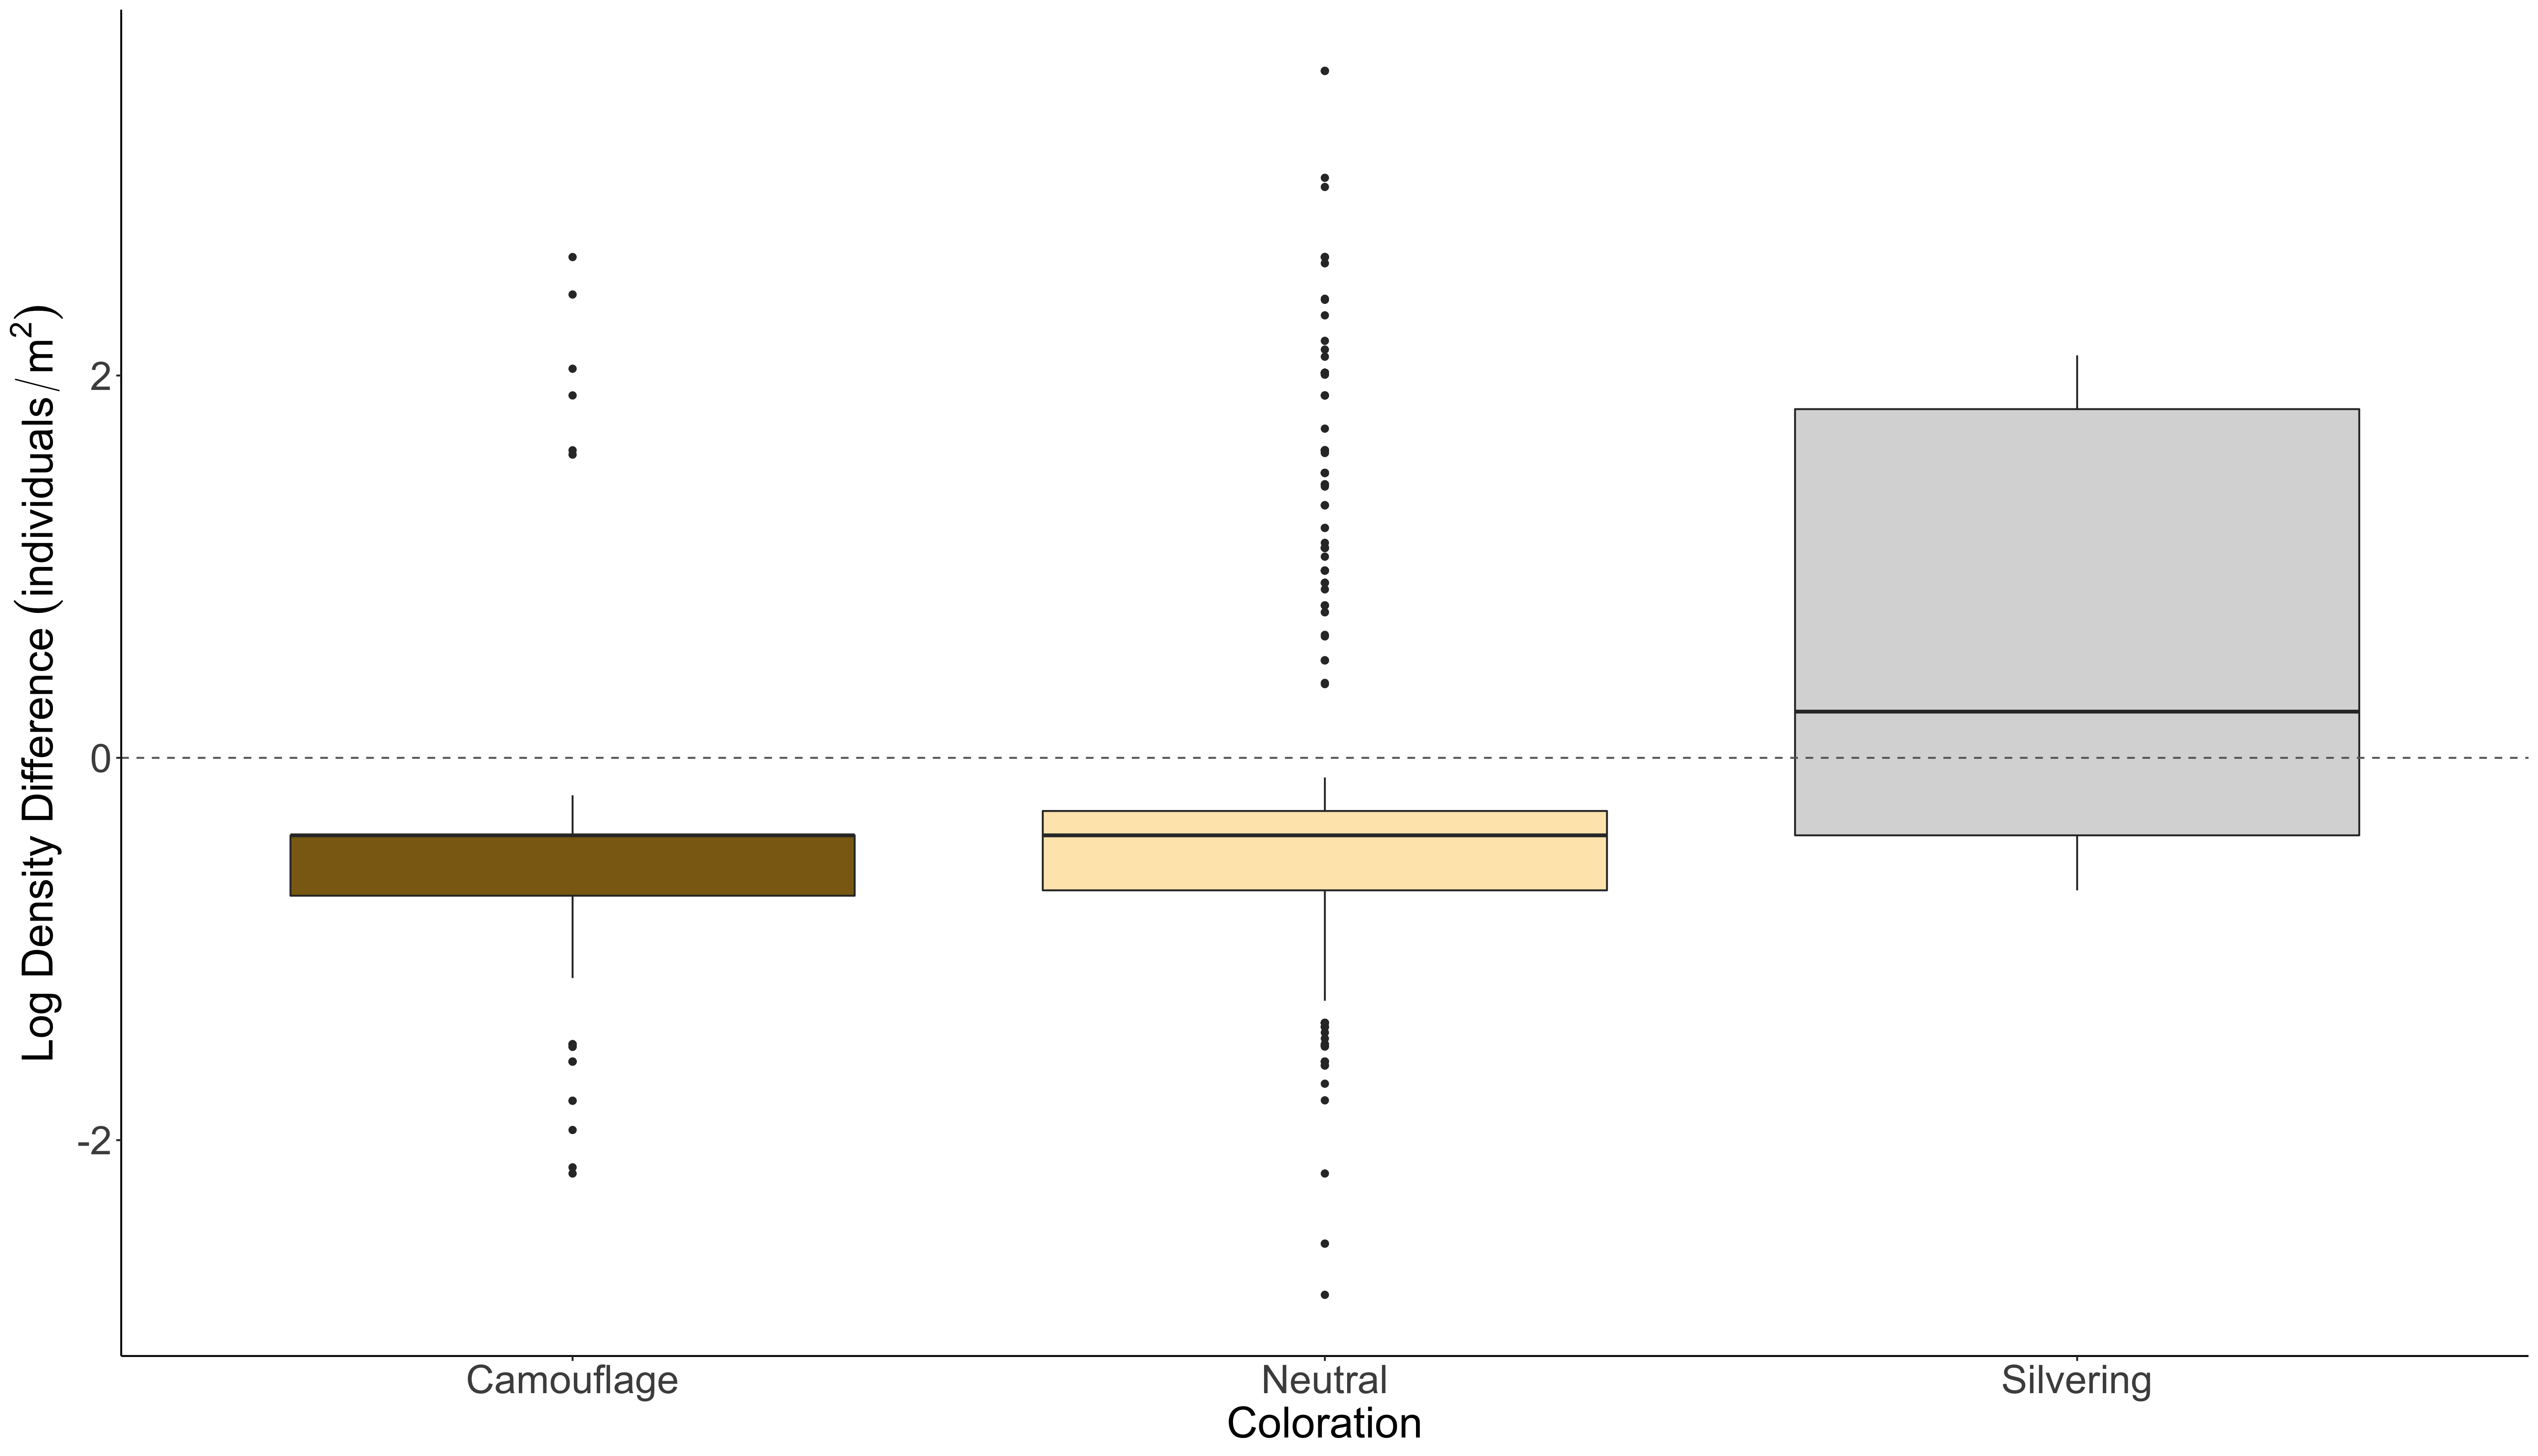 Log Density Difference (individuals/m²)
2
0
-2
Camouflage
Neutral
Silvering
Coloration